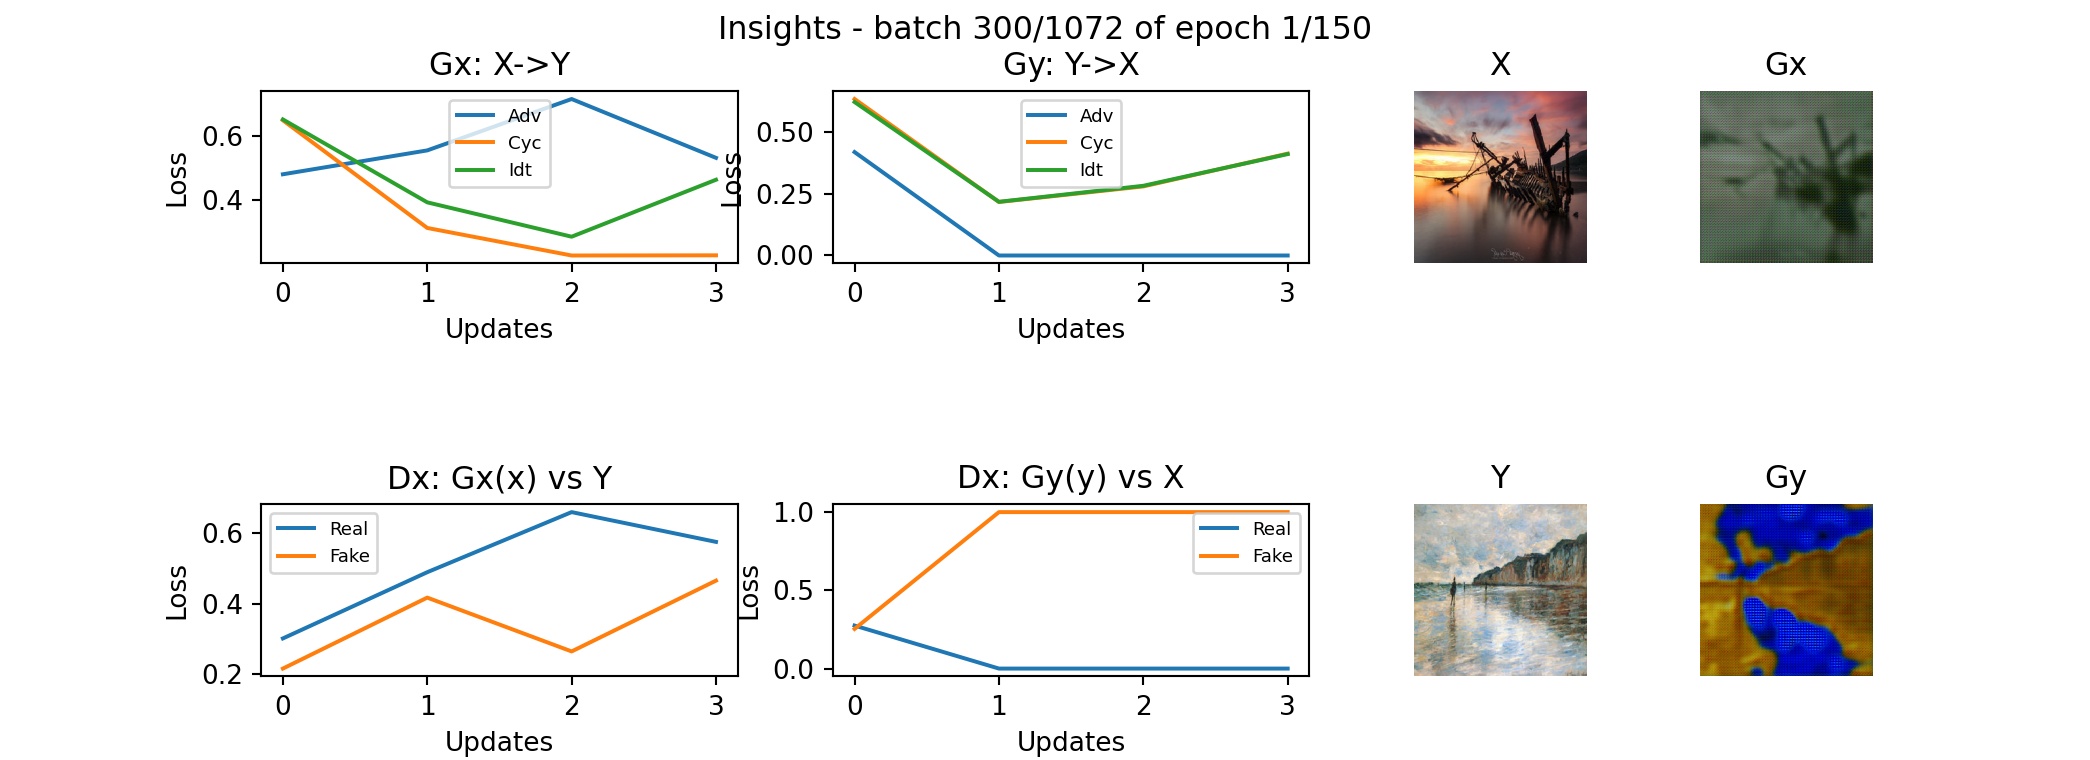 Insights - batch 300/1072 of epoch 1/150
Gx: X->Y
Loss
0.6
0.4
Adv
Cyc
Idt
0 1 2 3
Updates
Gy: Y->X
Loss
0.50
0.25
0.00
Adv
Cyc
Idt
0 1 2 3
Updates
X
Gx
Dx: Gx(x) vs Y
Loss
0.6
0.4
0.2
Real
Fake
0 1 2 3
Updates
Dx: Gy(y) vs X
Loss
1.0
0.5
0.0
Real
Fake
0 1 2 3
Updates
Y
Gy